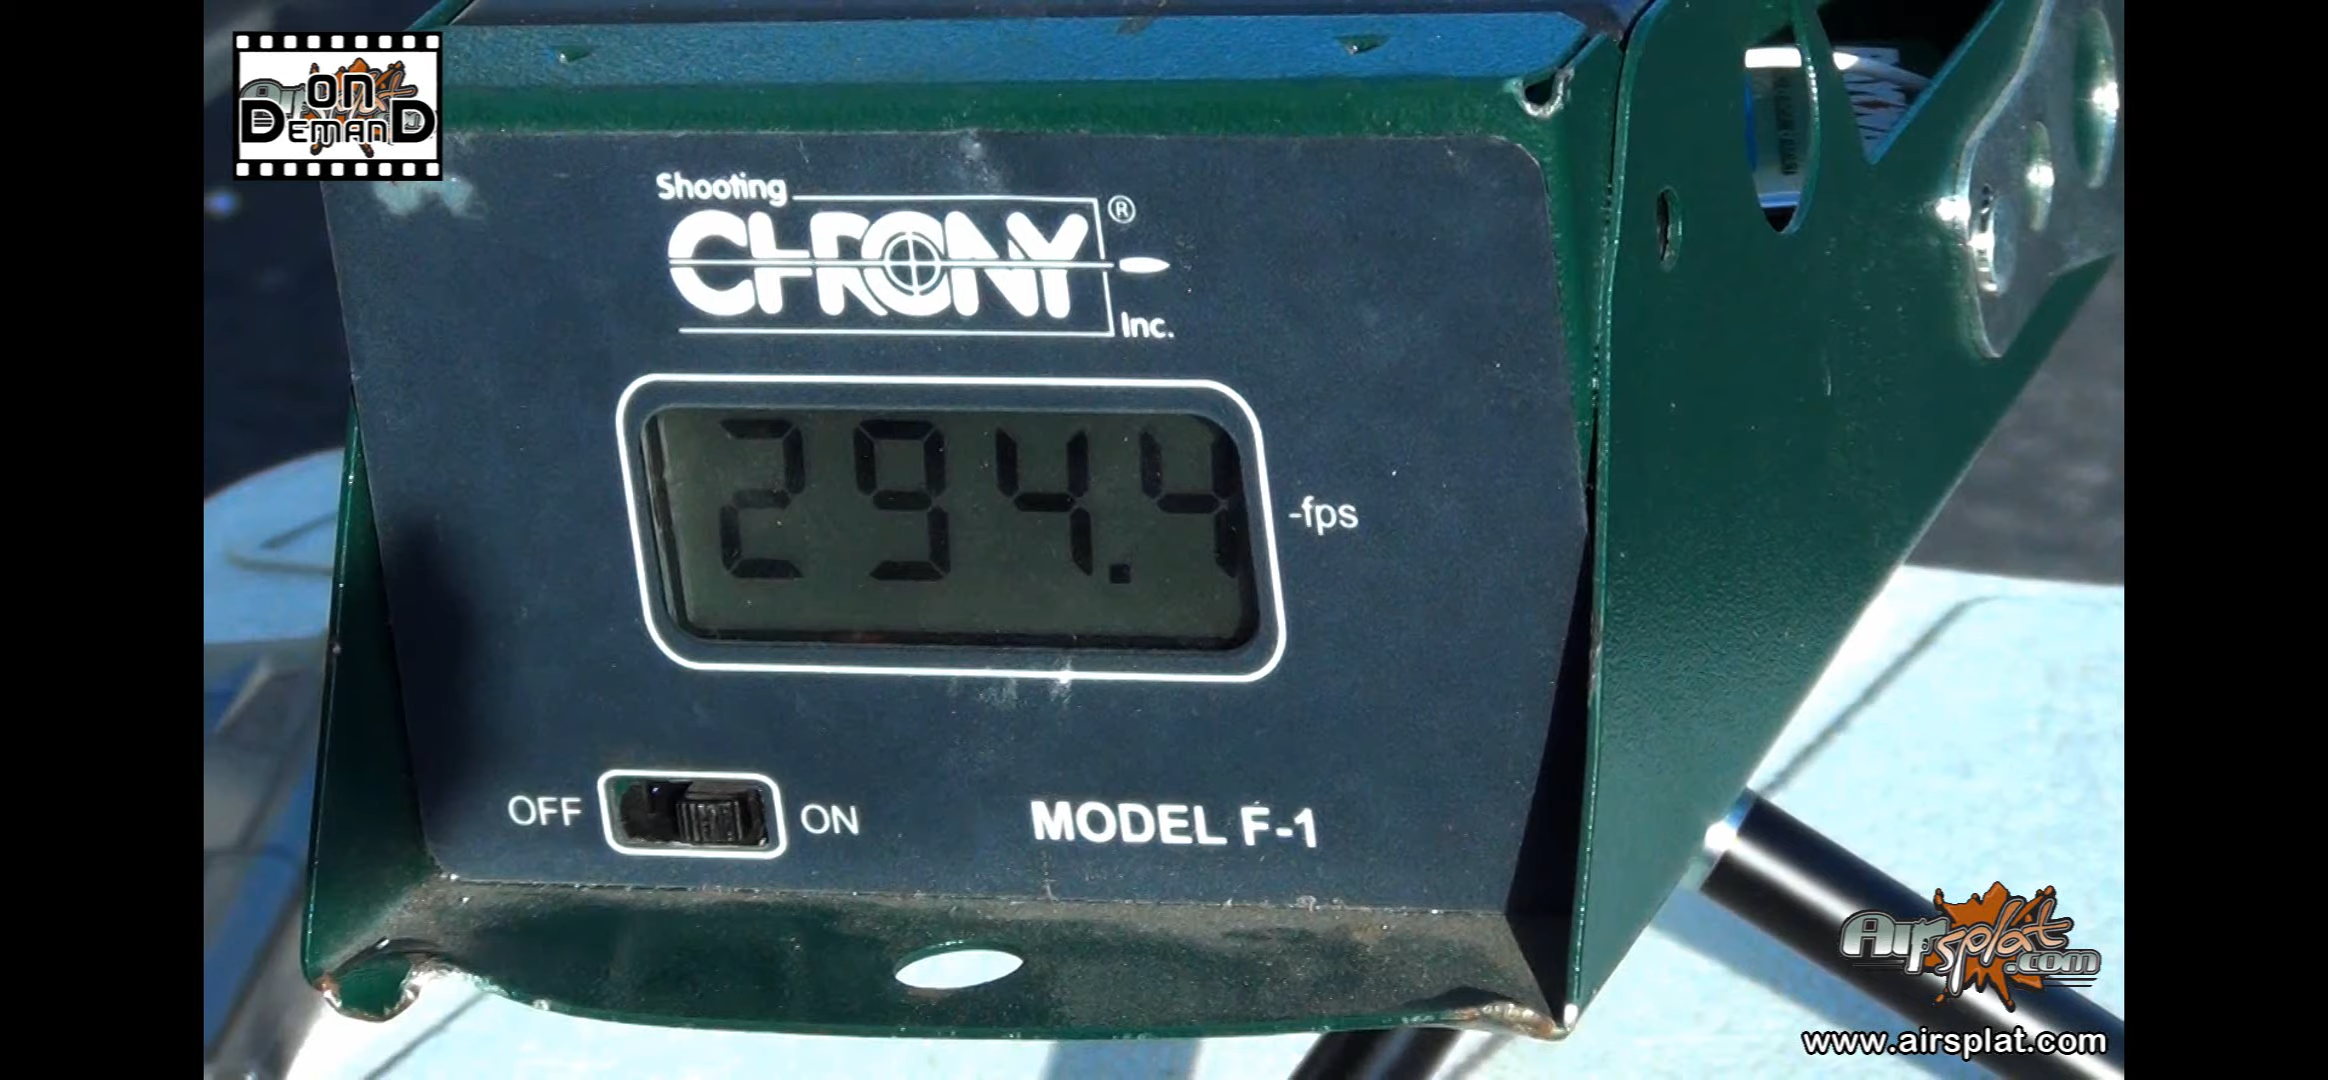 ON
DEMAND
Shooting
CHRONY ®
Inc.
294.4
-fps
OFF
ON
MODEL F-1
Airsplat.com
www.airsplat.com